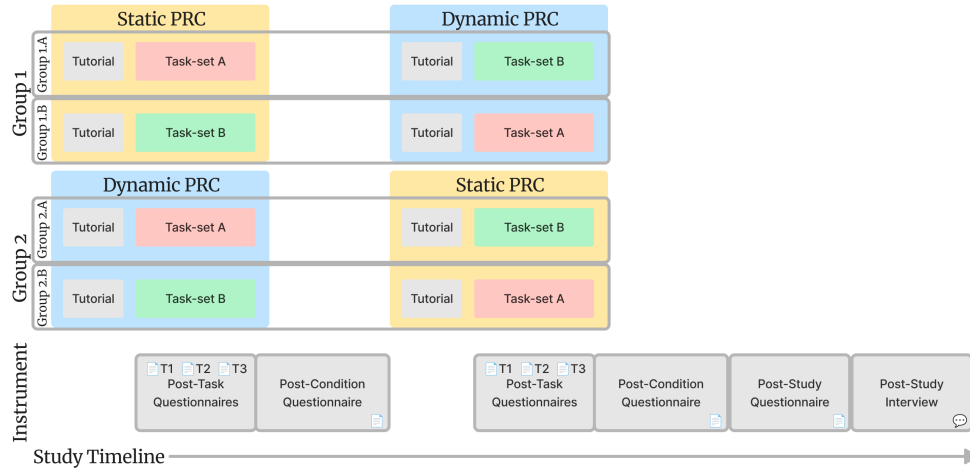 Static PRC
Dynamic PRC
Group 1
Group 1.A
Tutorial
Task-set A
Tutorial
Task-set B
Group 1.B
Tutorial
Task-set B
Tutorial
Task-set A
Dynamic PRC
Static PRC
Group 2
Group 2.A
Tutorial
Task-set A
Tutorial
Task-set B
Group 2.B
Tutorial
Task-set B
Tutorial
Task-set A
Instrument
T1 T2 T3
Post-Task
Questionnaires
Post-Condition
Questionnaire
T1 T2 T3
Post-Task
Questionnaires
Post-Condition
Questionnaire
Post-Study
Questionnaire
Post-Study
Interview
Study Timeline